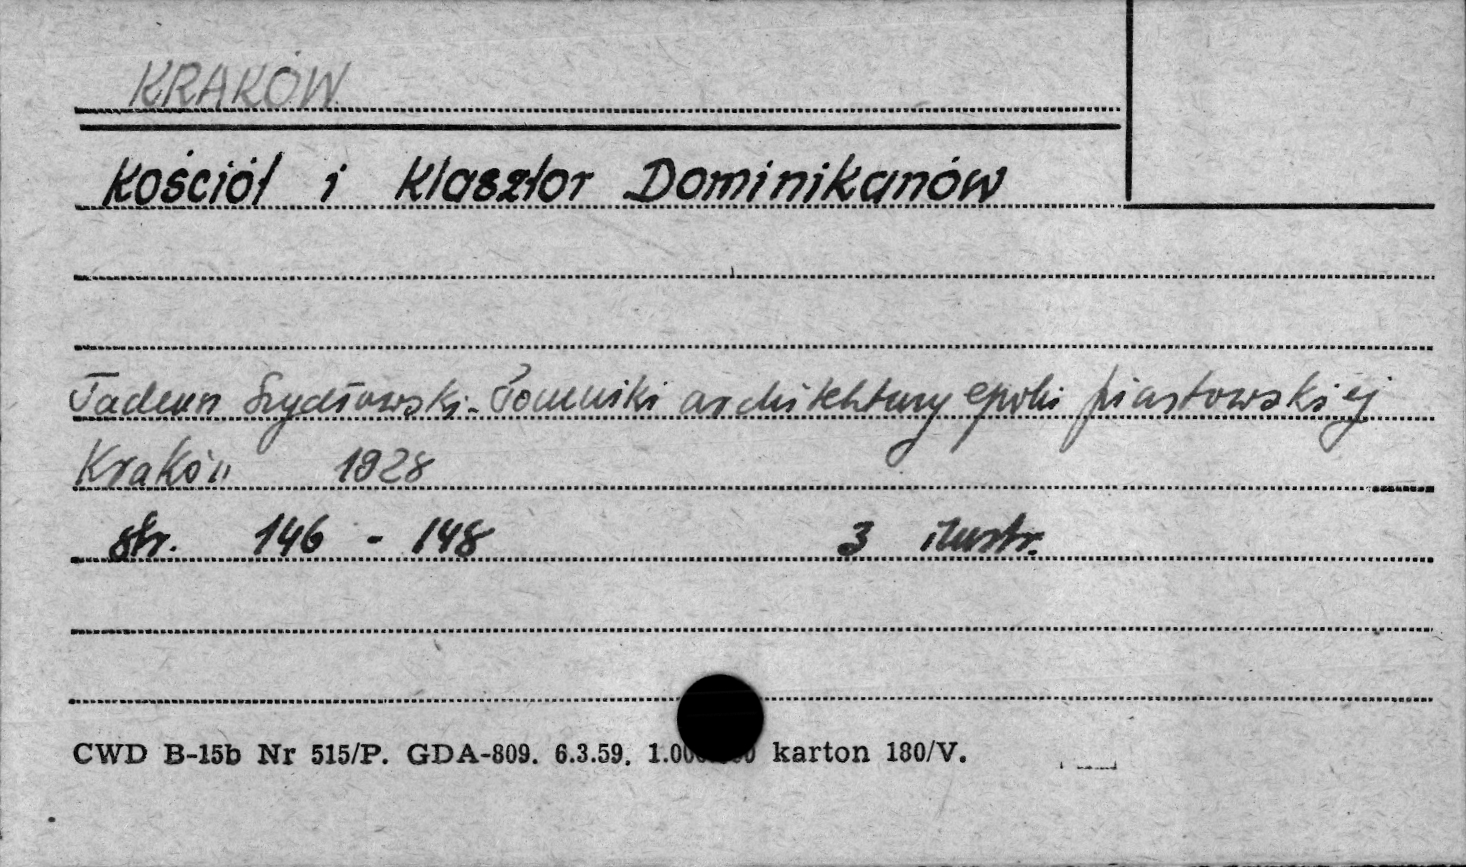 KRAKÓW
Kościół i Klasztor Dominikanów
Tadeusz Szydłowski. Pomniki architektury epoki piastowskiej
Kraków 1928
str. 146 - 148 3 ilustr.
CWD B-15b Nr 515/P. GDA-809. 6.3.59. karton 180/V.